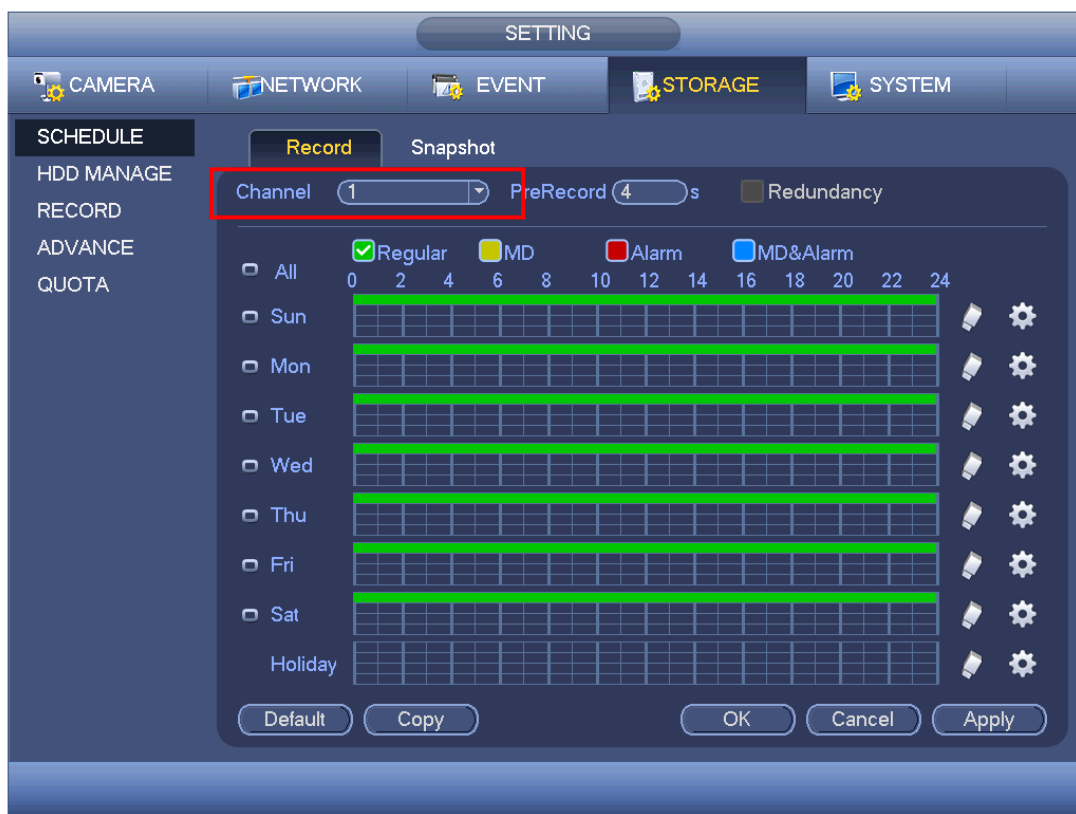 SETTING
CAMERA NETWORK EVENT STORAGE SYSTEM
SCHEDULE
HDD MANAGE
RECORD
ADVANCE
QUOTA
Record Snapshot
Channel 1 PreRecord 4 s Redundancy
Regular MD Alarm MD&Alarm
All 0 2 4 6 8 10 12 14 16 18 20 22 24
Sun
Mon
Tue
Wed
Thu
Fri
Sat
Holiday
Default Copy OK Cancel Apply